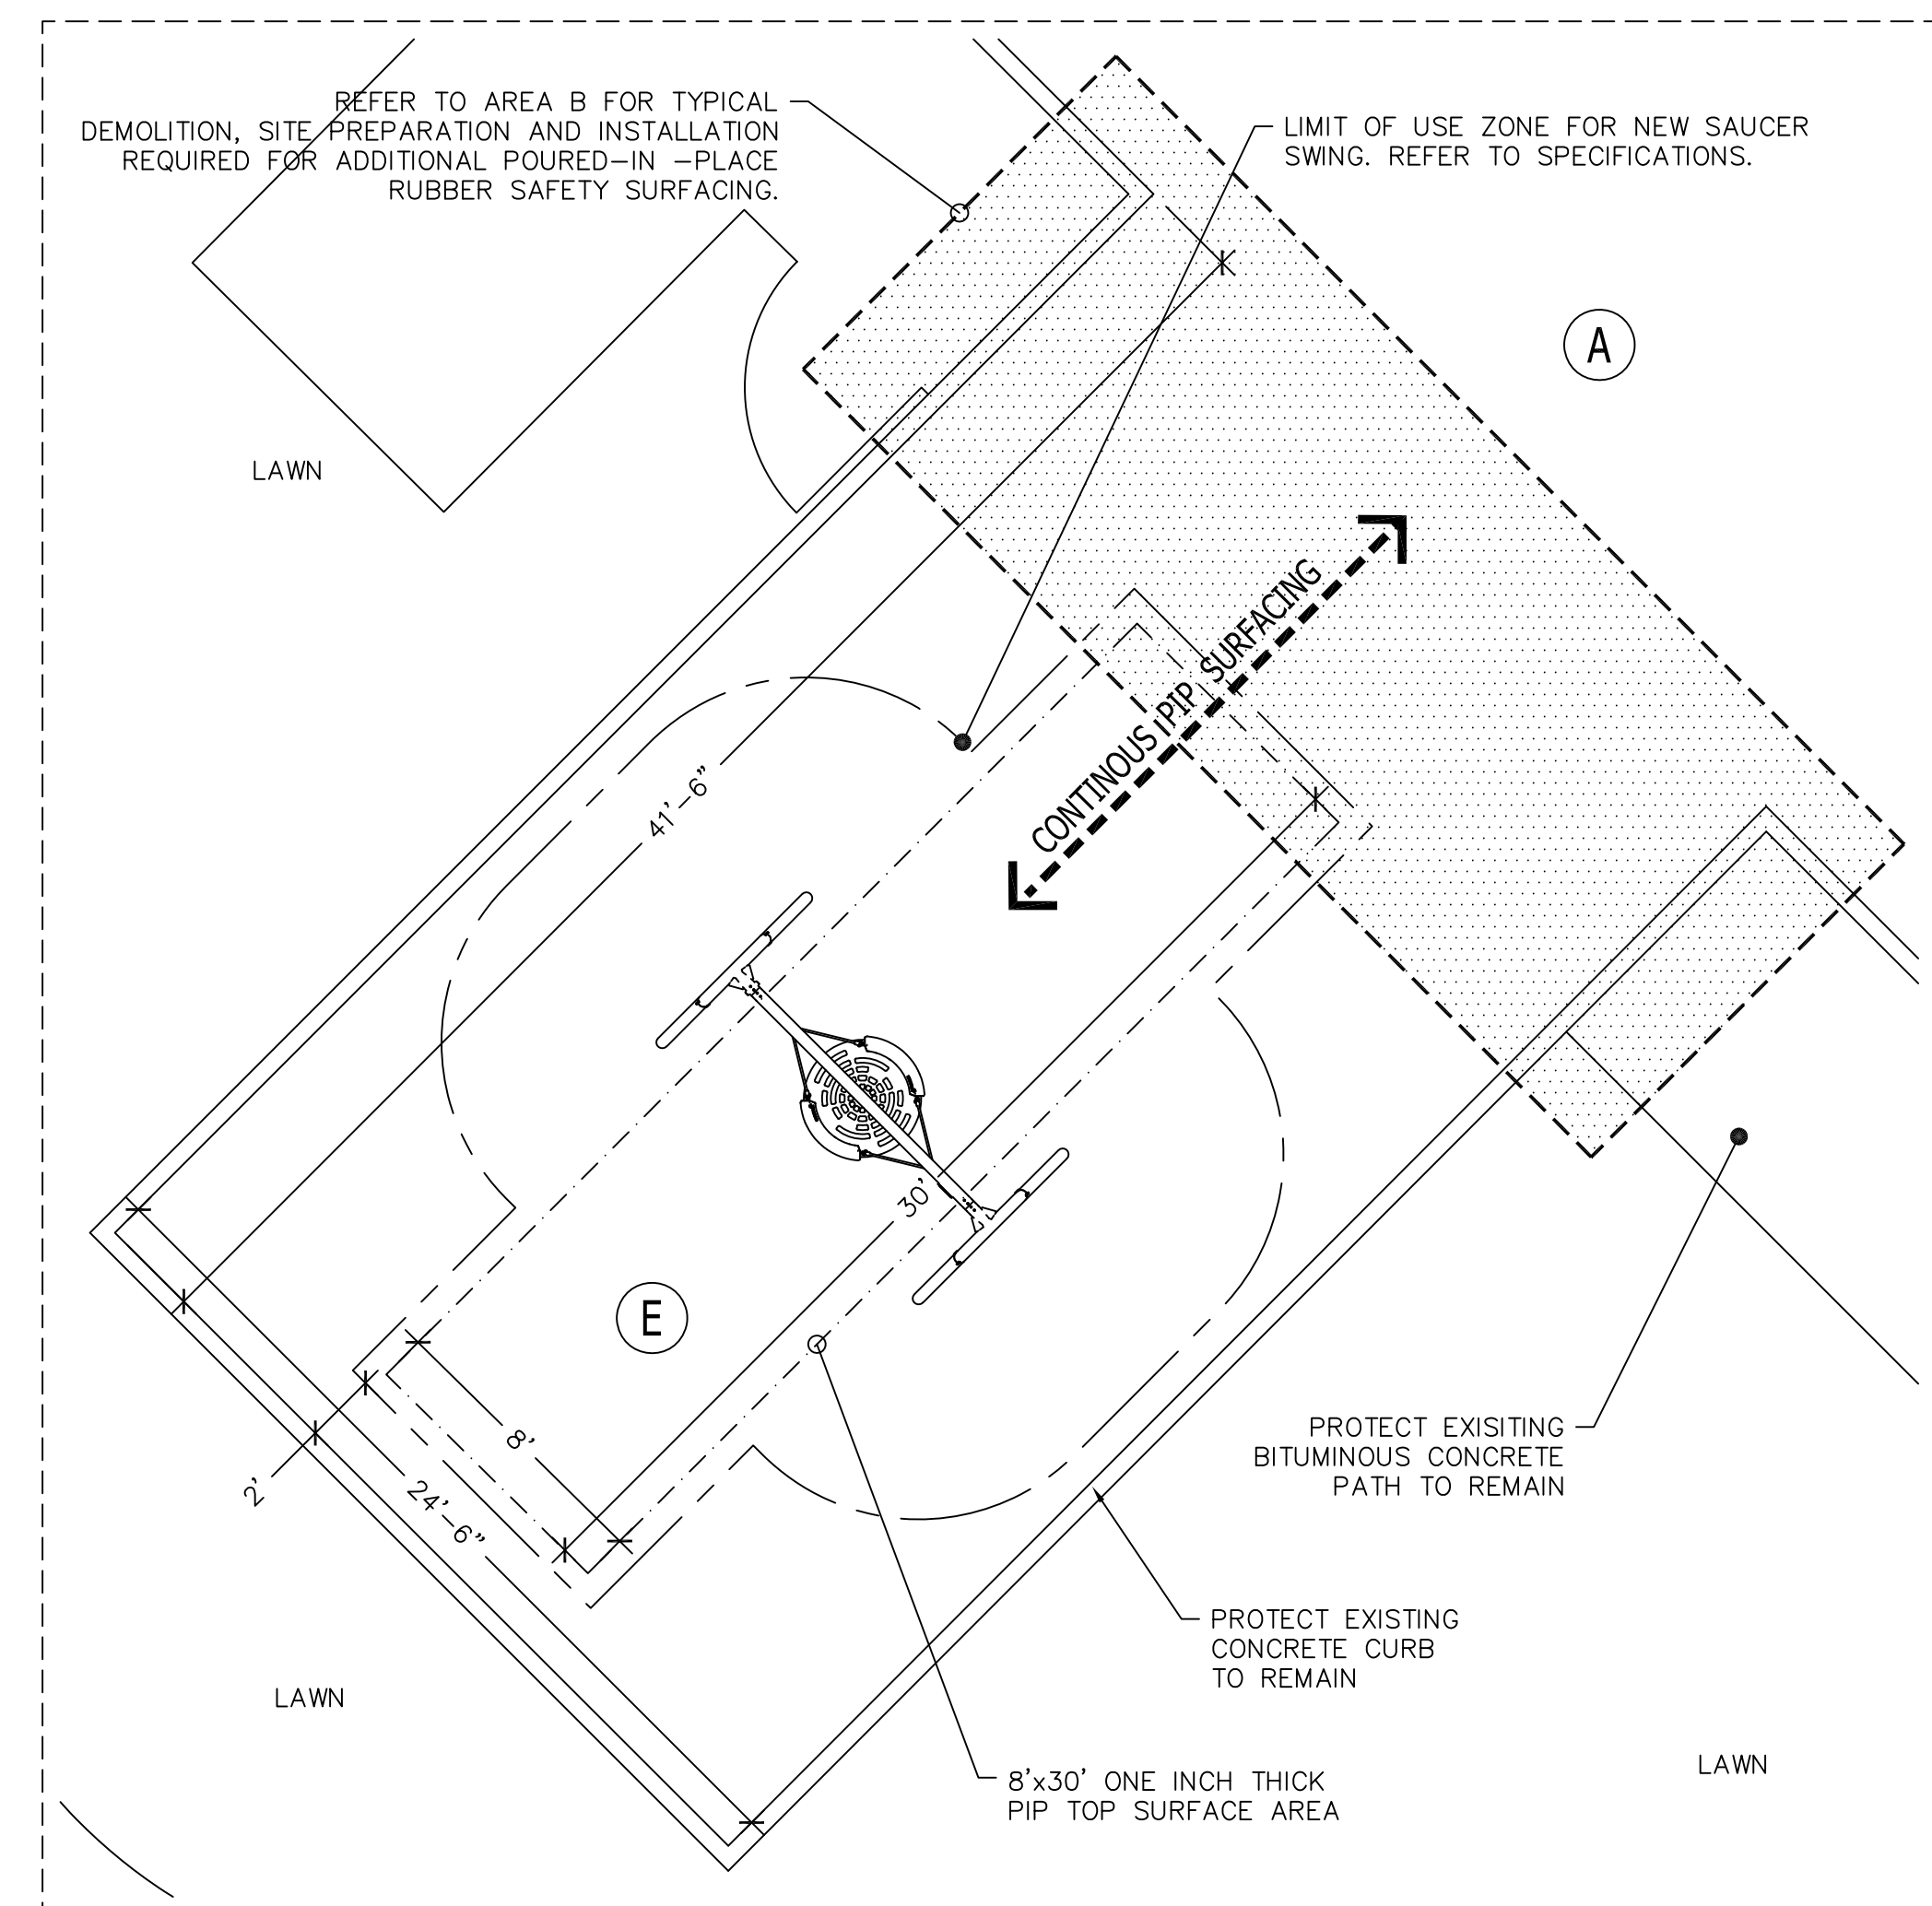 REFER TO AREA B FOR TYPICAL
DEMOLITION, SITE PREPARATION AND INSTALLATION
REQUIRED FOR ADDITIONAL POURED-IN -PLACE
RUBBER SAFETY SURFACING.
LIMIT OF USE ZONE FOR NEW SAUCER
SWING. REFER TO SPECIFICATIONS.
A
LAWN
CONTINOUS PIP SURFACING
41'-6"
30'
E
8'
2'
24'-6"
PROTECT EXISITING
BITUMINOUS CONCRETE
PATH TO REMAIN
PROTECT EXISTING
CONCRETE CURB
TO REMAIN
LAWN
8'x30' ONE INCH THICK
PIP TOP SURFACE AREA
LAWN